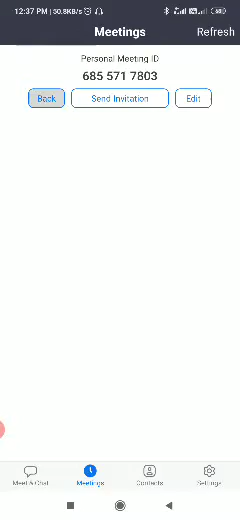 12:37 PM | 50.8KB/s
Meetings Refresh
Personal Meeting ID
685 571 7803
Back Send Invitation Edit
Meet & Chat Meetings Contacts Settings